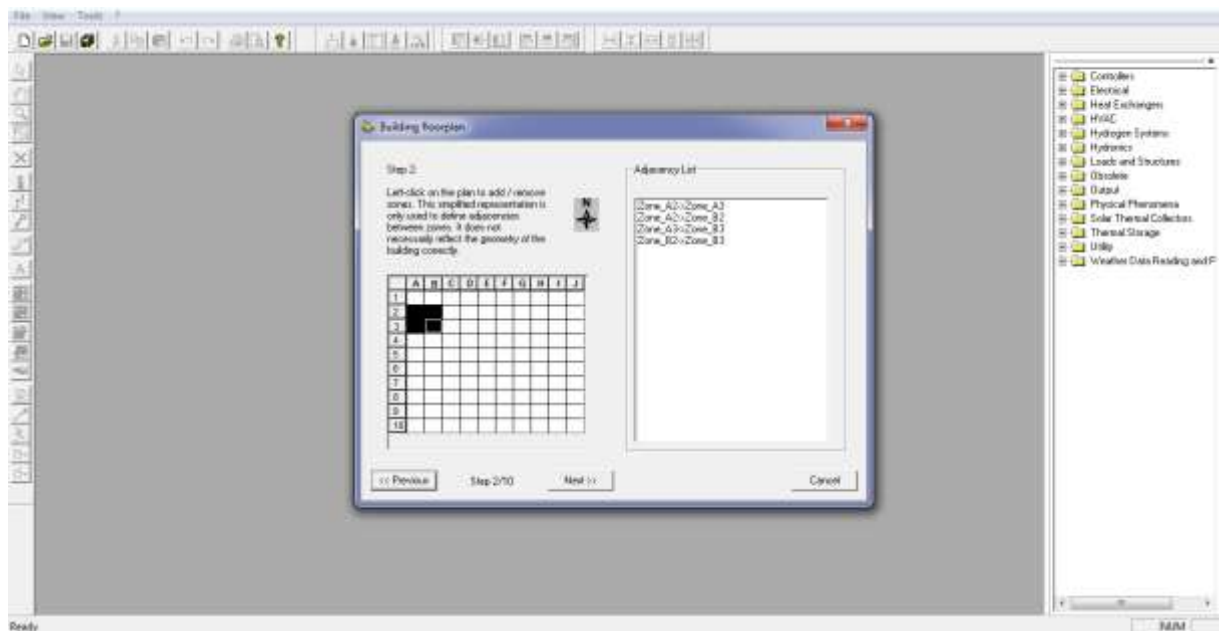 File View Tools ?
Building floorplan
Step 2:
Left-click on the plan to add / remove
zones. This simplified representation is
only used to define adjacencies
between zones. It does not
necessarily reflect the geometry of the
building correctly.
N
A B C D E F G H I J
1
2
3
4
5
6
7
8
9
10
Adjacency List
Zone_A2<>Zone_A3
Zone_A2<>Zone_B2
Zone_A3<>Zone_B3
Zone_B2<>Zone_B3
<< Previous
Step 2/10
Next >>
Cancel
Controllers
Electrical
Heat Exchangers
HVAC
Hydrogen Systems
Hydronics
Loads and Structures
Obsolete
Output
Physical Phenomena
Solar Thermal Collectors
Thermal Storage
Utility
Weather Data Reading and P
Ready
NUM